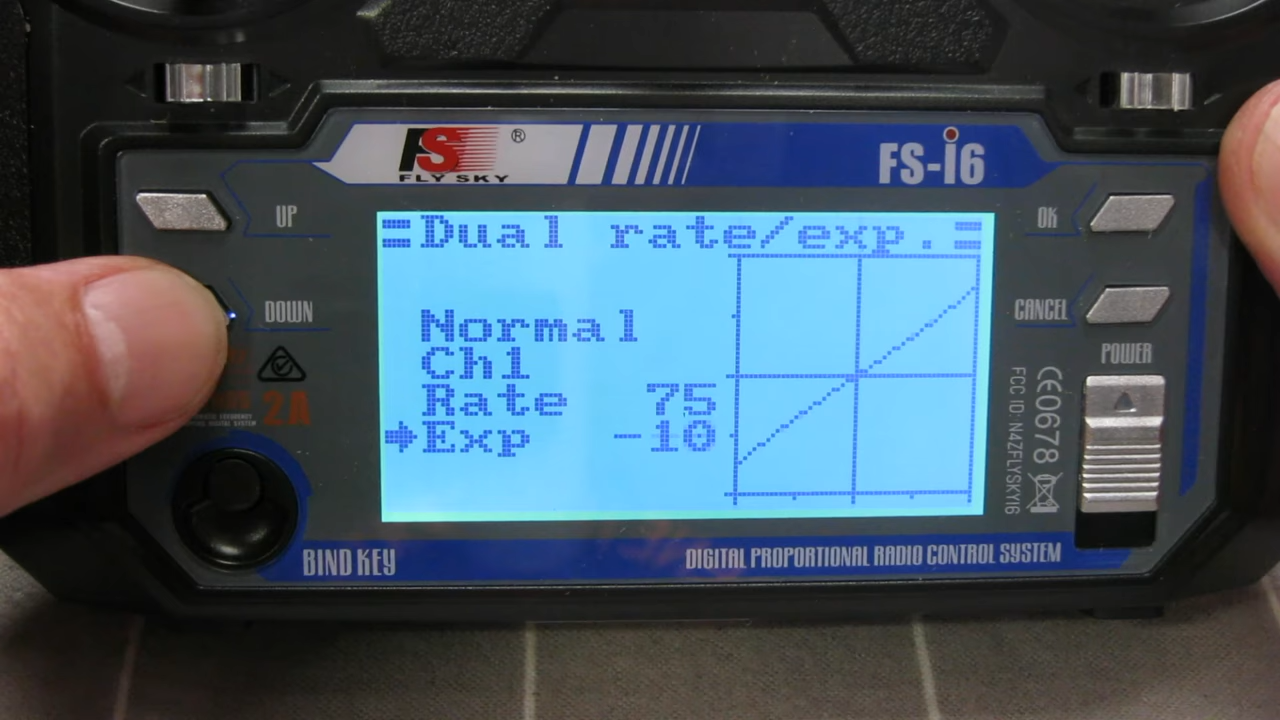 FS ®
FLY SKY
FS-i6
UP
OK
DOWN
CANCEL
POWER
=Dual rate/exp.=
Normal
Ch1
Rate 75
Exp -10
2A
CE0678
FCC ID: N4ZFLYSKYI6
BIND KEY
DIGITAL PROPORTIONAL RADIO CONTROL SYSTEM